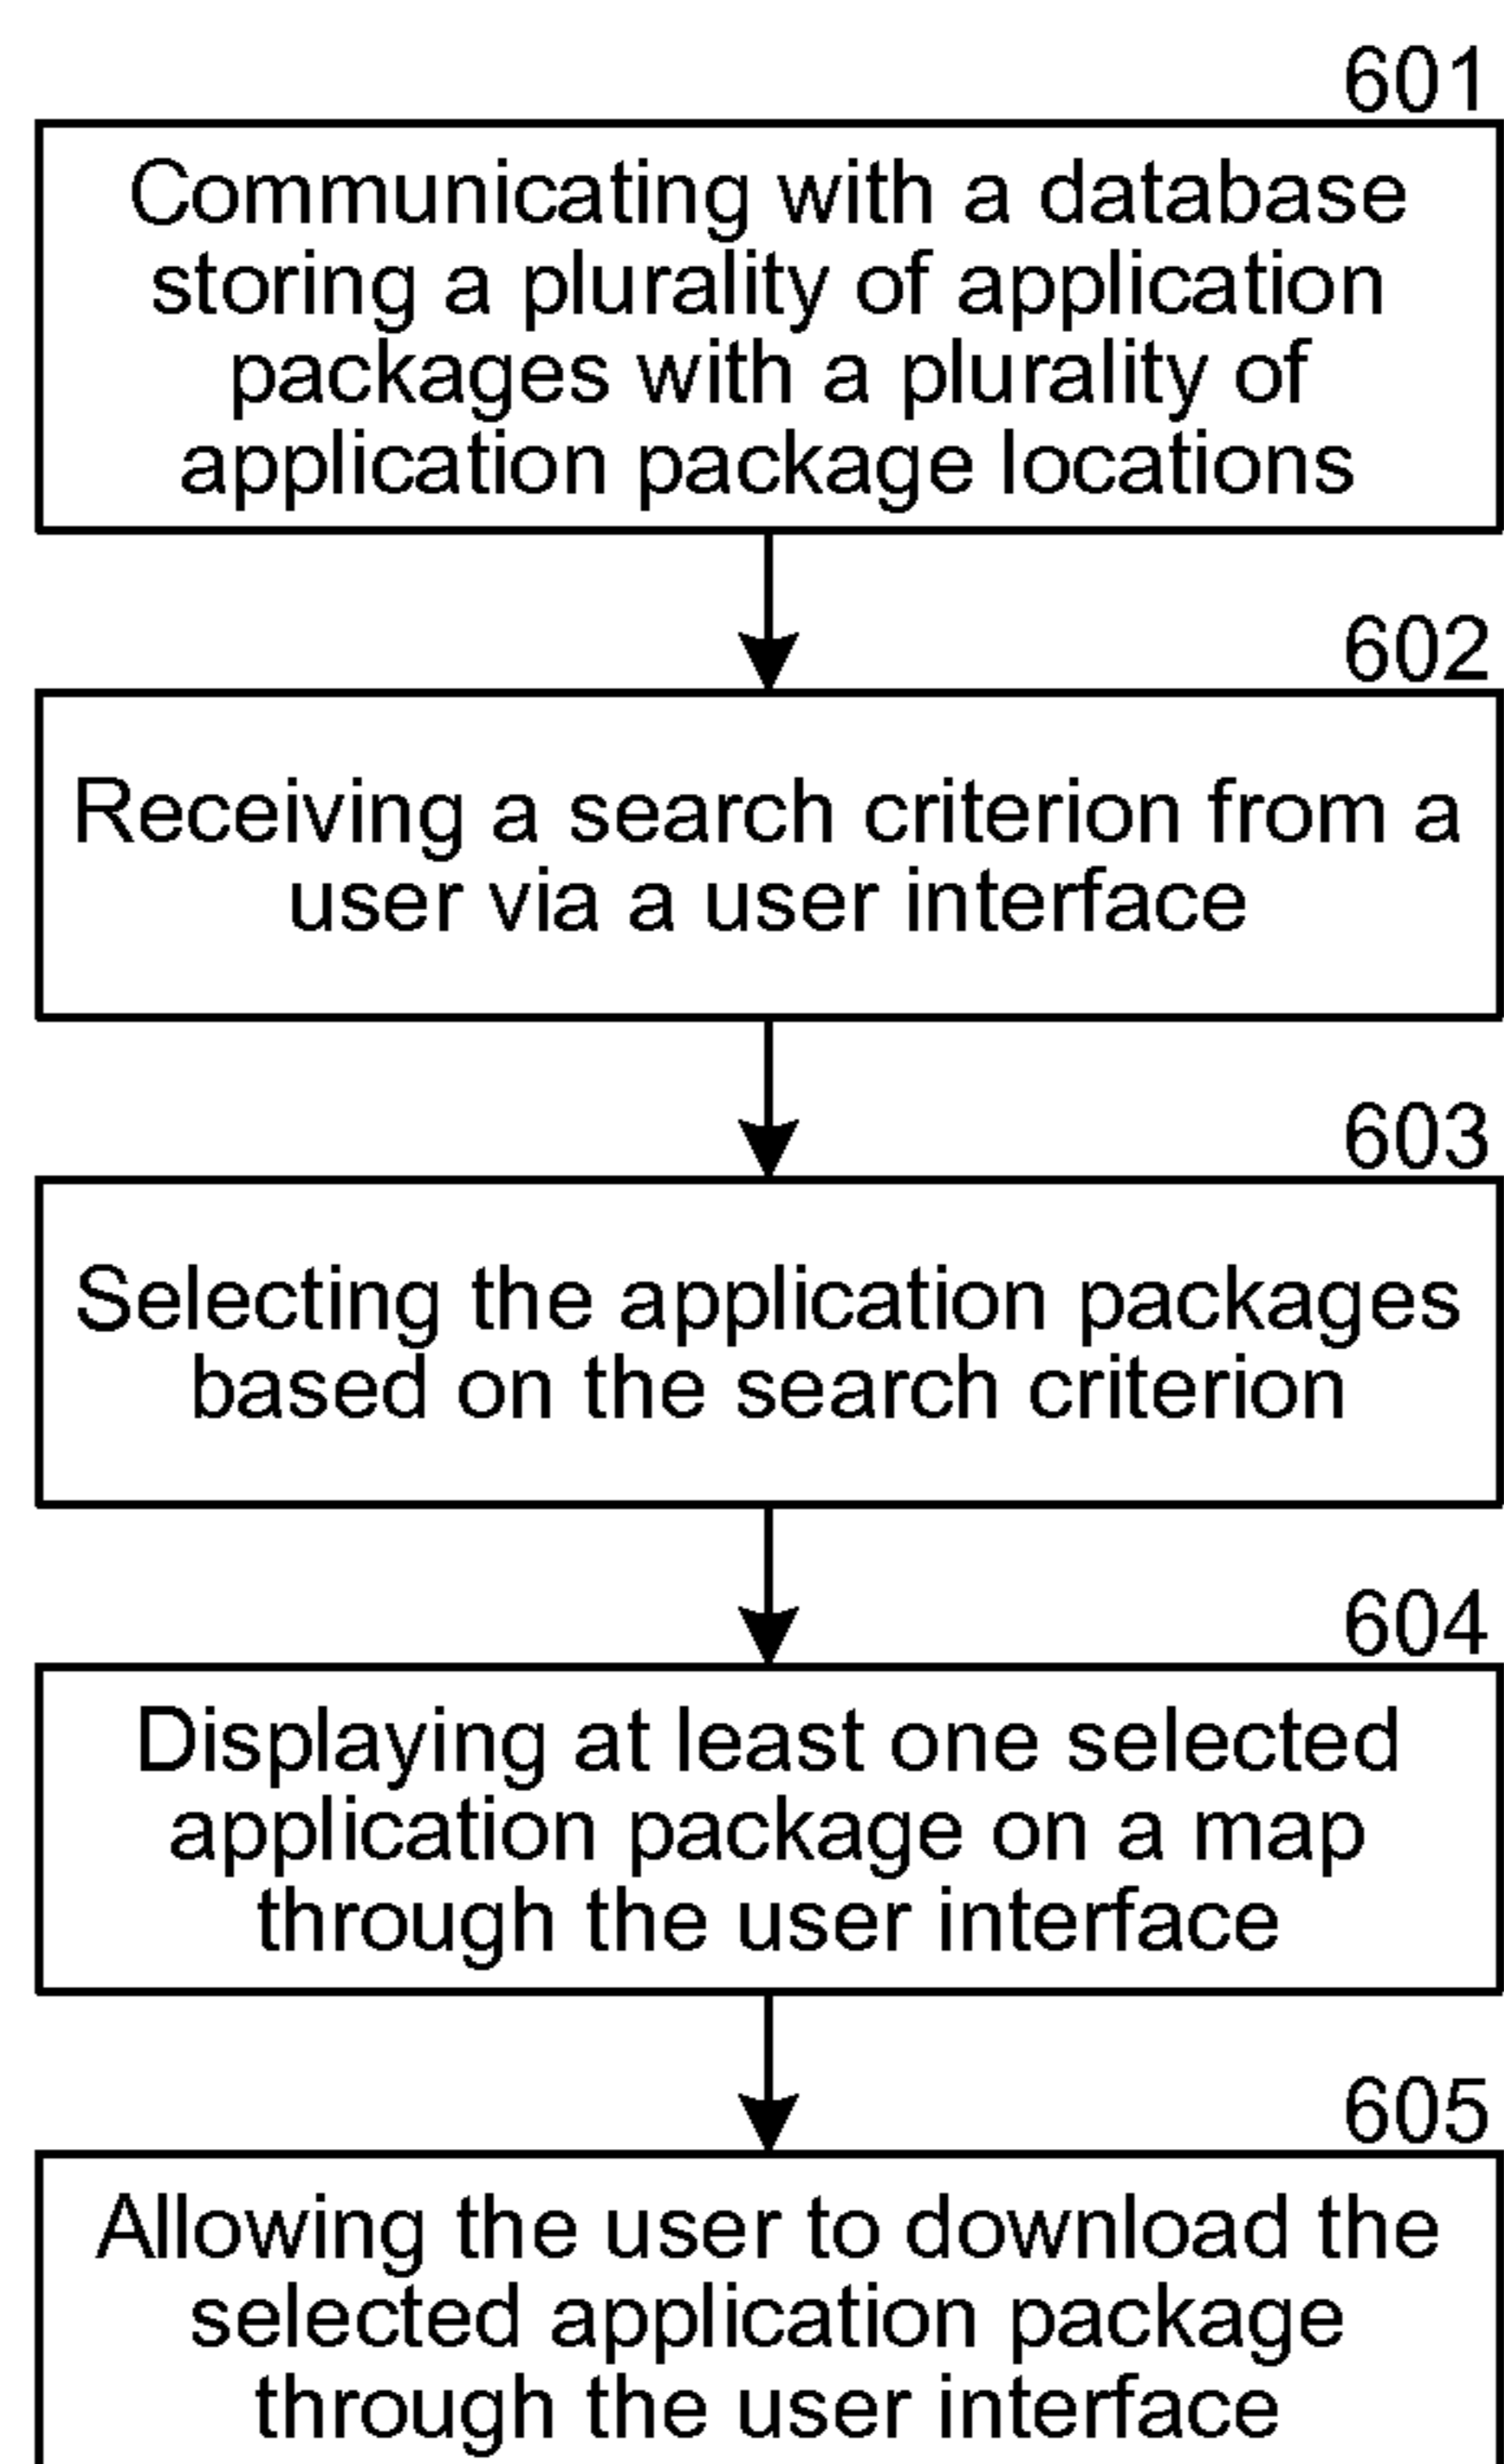 601
Communicating with a database
storing a plurality of application
packages with a plurality of
application package locations
602
Receiving a search criterion from a
user via a user interface
603
Selecting the application packages
based on the search criterion
604
Displaying at least one selected
application package on a map
through the user interface
605
Allowing the user to download the
selected application package
through the user interface